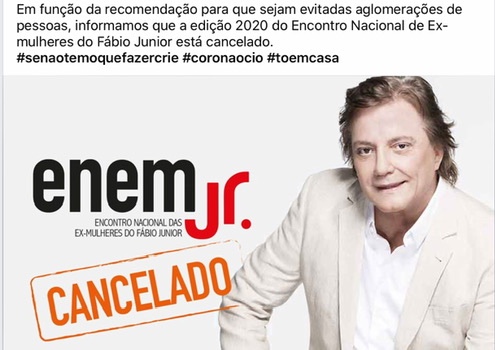 Em função da recomendação para que sejam evitadas aglomerações de
pessoas, informamos que a edição 2020 do Encontro Nacional de Ex-
mulheres do Fábio Junior está cancelado.
#senaotemoquefazercrie #coronaocio #toemcasa
enem Jr.
ENCONTRO NACIONAL DAS
EX-MULHERES DO FÁBIO JUNIOR
CANCELADO